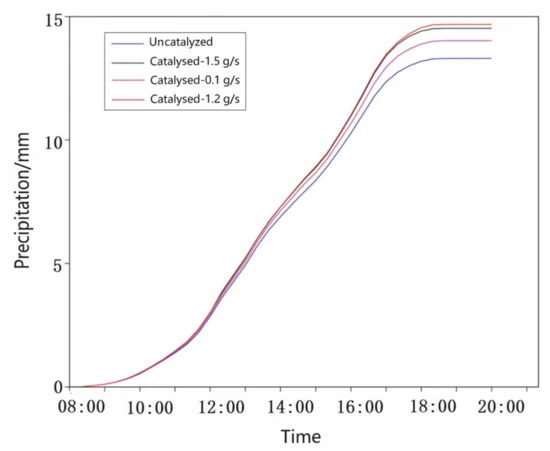 15
Uncatalyzed
Catalysed-1.5 g/s
Catalysed-0.1 g/s
Catalysed-1.2 g/s
10
Precipitation/mm
5
0
08:00 10:00 12:00 14:00 16:00 18:00 20:00
Time